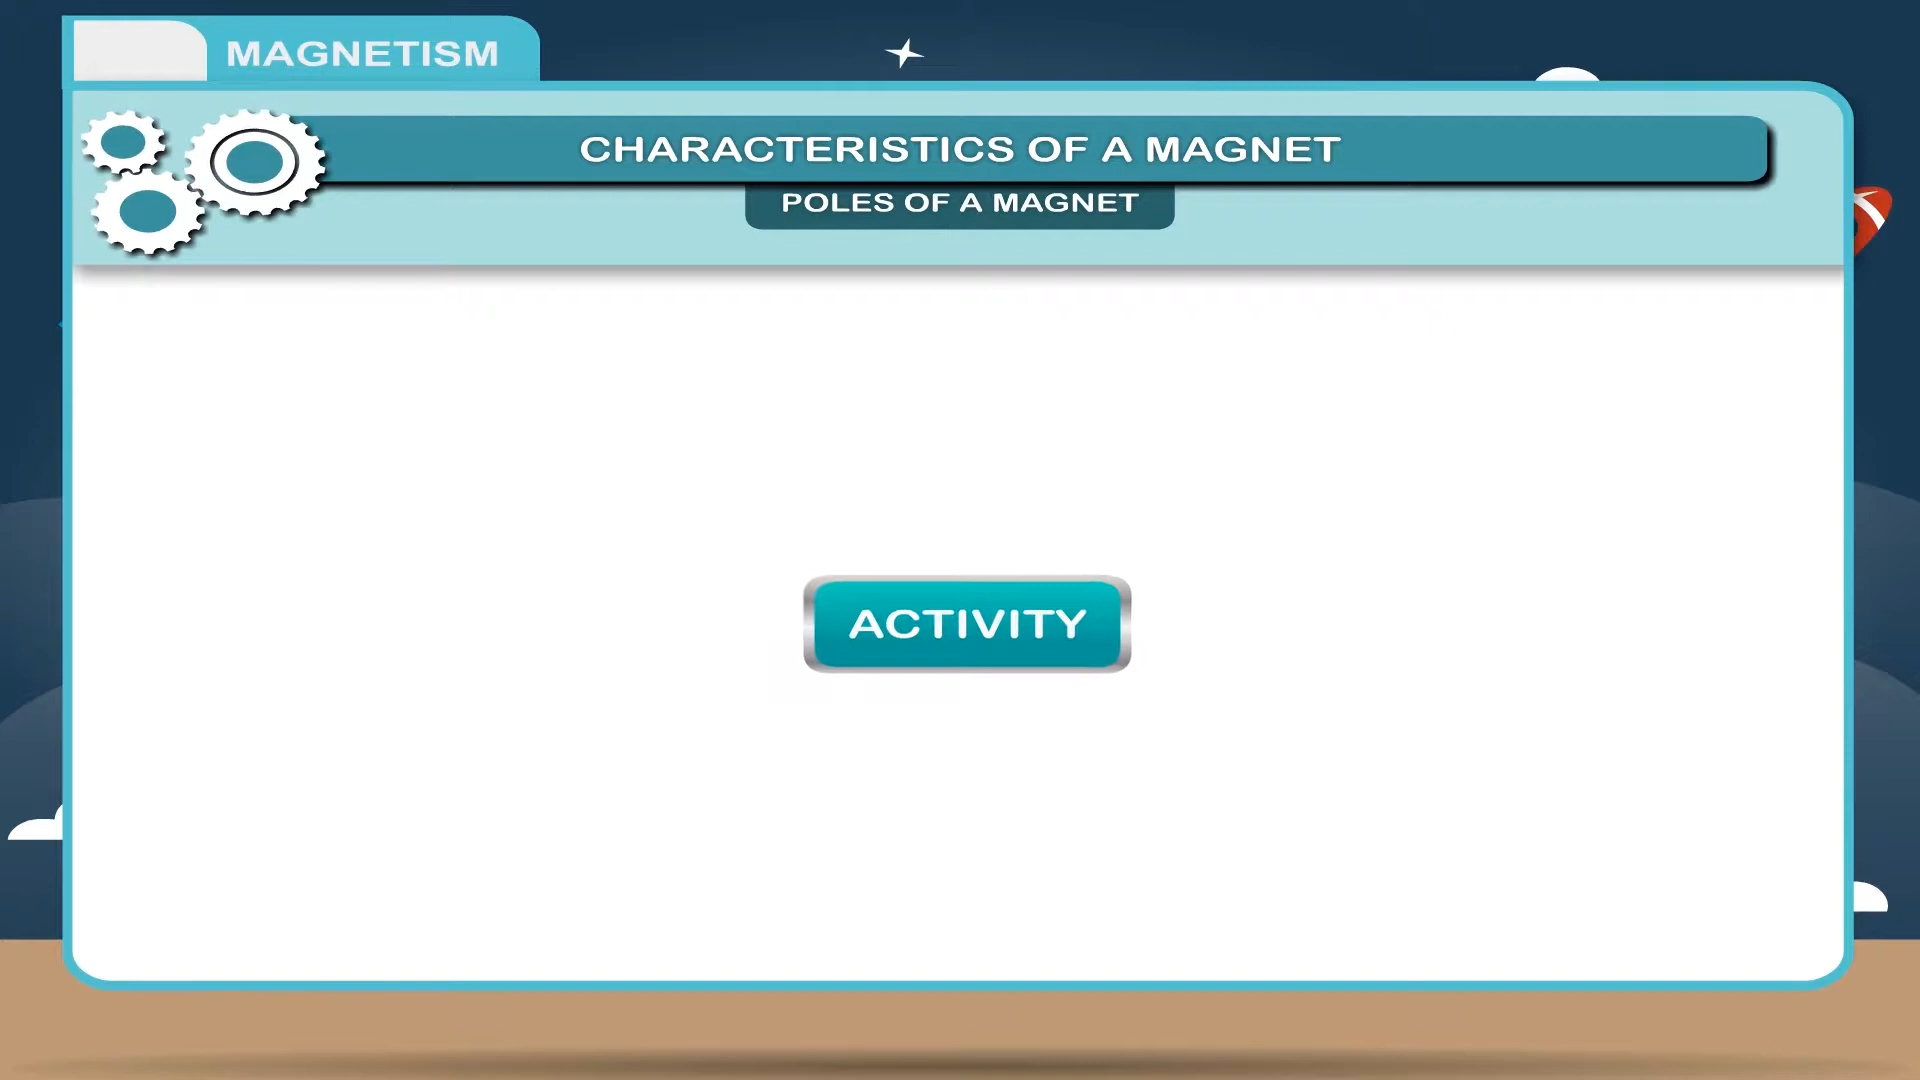 MAGNETISM
CHARACTERISTICS OF A MAGNET
POLES OF A MAGNET
ACTIVITY